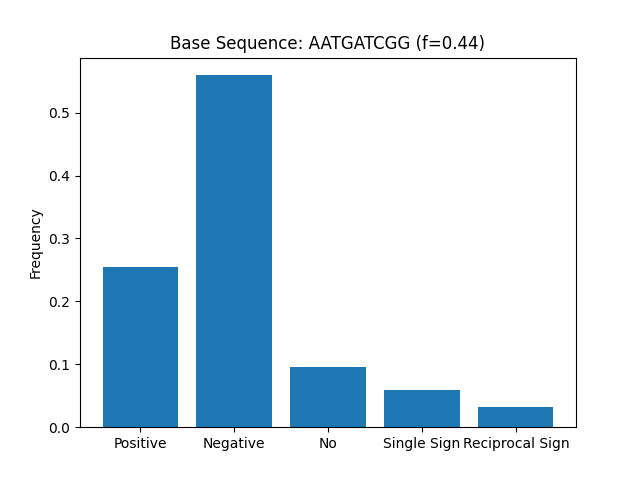 Base Sequence: AATGATCGG (f=0.44)
Frequency
0.5
0.4
0.3
0.2
0.1
0.0
Positive Negative No Single Sign Reciprocal Sign